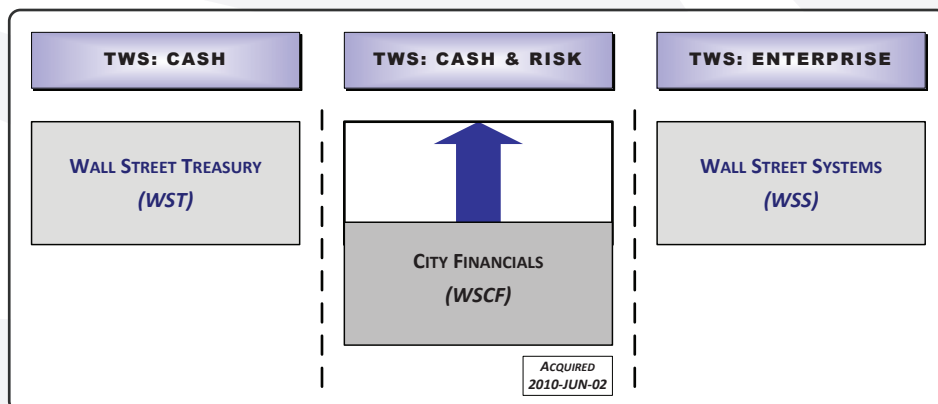 TWS: CASH
TWS: CASH & RISK
TWS: ENTERPRISE
WALL STREET TREASURY
(WST)
WALL STREET SYSTEMS
(WSS)
CITY FINANCIALS
(WSCF)
ACQUIRED
2010-JUN-02